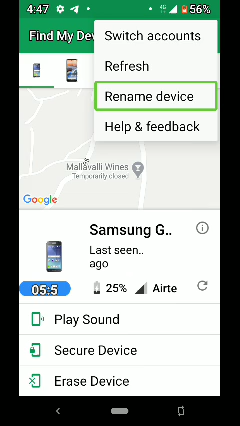 4:47
4G
56%
Find My Dev
Switch accounts
Refresh
Rename device
Help & feedback
Mallavalli Wines
Temporarily closed
Google
Samsung G..
Last seen..
ago
05:5
25%
Airte
Play Sound
Secure Device
Erase Device